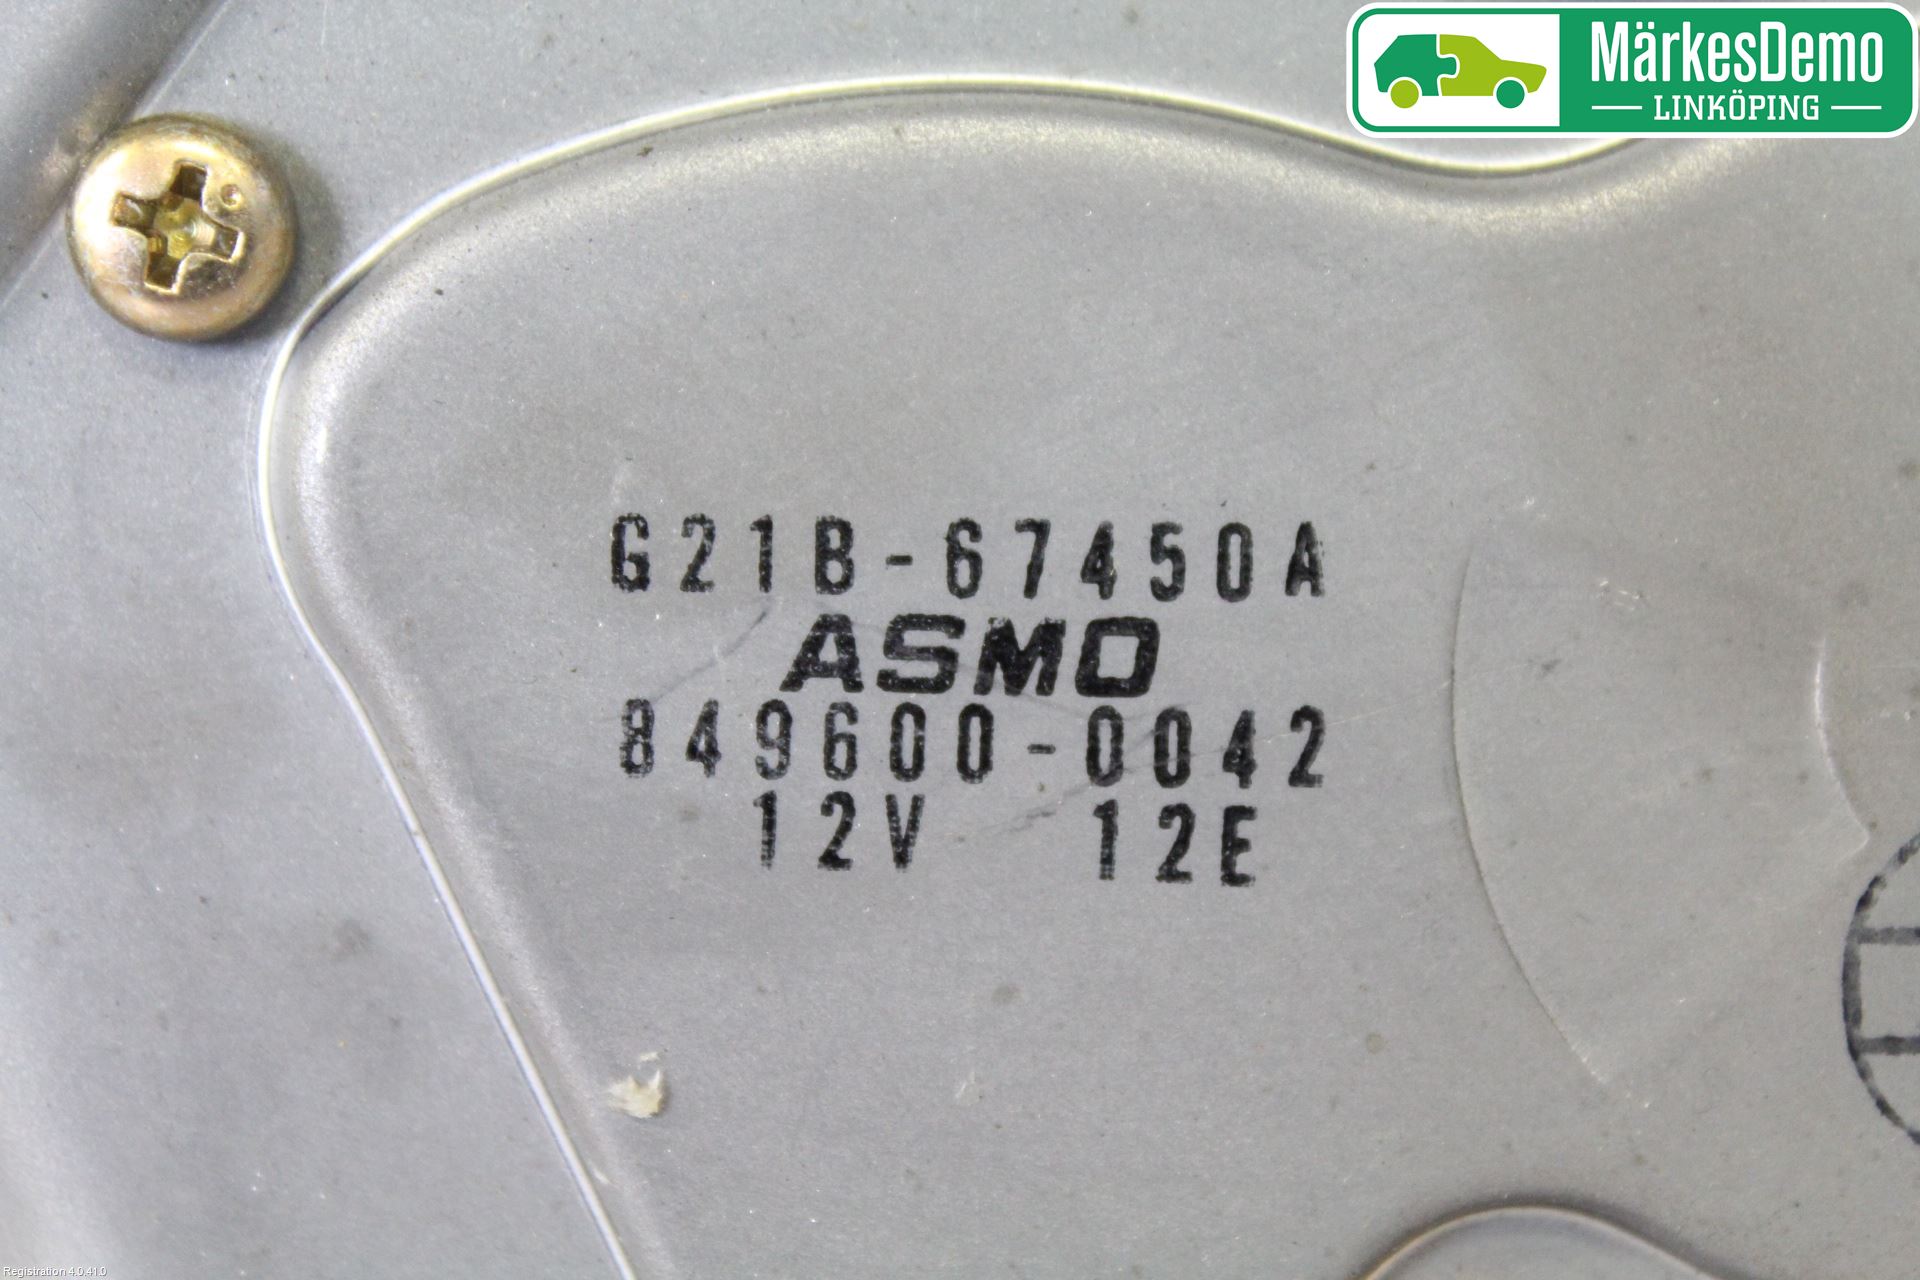 MärkesDemo
LINKÖPING
G21B-67450A
ASMO
849600-0042
12V 12E
Registration 4.0.41.0